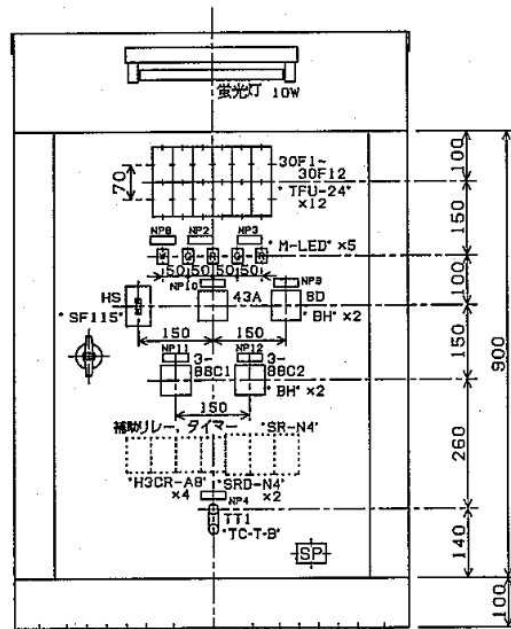 蛍光灯 10W
30F1~
30F12
"TFU-24"
×12
70
100
150
NP8 NP2 NP3
"M-LED" ×5
50 50 50 50
100
NP10 NP9
HS 43A 8D
"SF115" "BH" ×2
150 150
150
900
NP11 NP12
3- 3-
88C1 88C2
"BH" ×2
150
補助リレー、タイマー "SR-N4"
260
"H3CR-A8" "SRD-N4"
×4 ×2
NP4
TT1
"TC-T-B"
140
SP
100